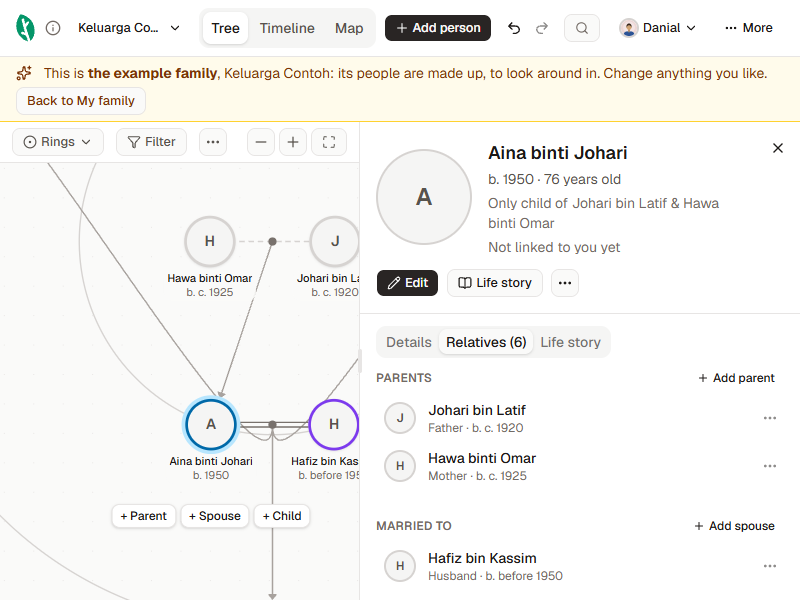 Keluarga Co...
Tree
Timeline
Map
+ Add person
Danial
More
This is the example family, Keluarga Contoh: its people are made up, to look around in. Change anything you like.
Back to My family
Rings
Filter
H
J
Hawa binti Omar
b. c. 1925
Johari bin La
b. c. 1920
A
H
Aina binti Johari
b. 1950
Hafiz bin Kas
b. before 195
+ Parent
+ Spouse
+ Child
A
Aina binti Johari
b. 1950 · 76 years old
Only child of Johari bin Latif & Hawa
binti Omar
Not linked to you yet
Edit
Life story
Details
Relatives (6)
Life story
PARENTS
+ Add parent
J
Johari bin Latif
Father · b. c. 1920
H
Hawa binti Omar
Mother · b. c. 1925
MARRIED TO
+ Add spouse
H
Hafiz bin Kassim
Husband · b. before 1950